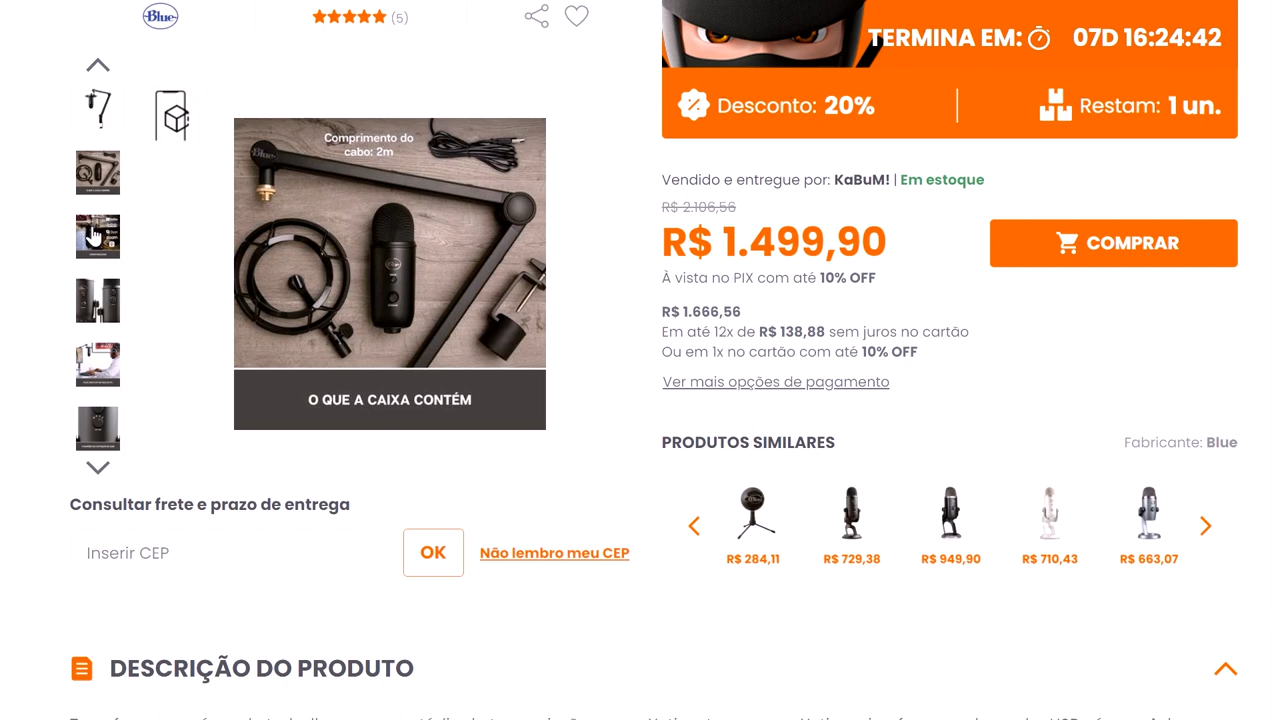 Blue
(5)
Comprimento do
cabo: 2m
Blue
O QUE A CAIXA CONTÉM
Consultar frete e prazo de entrega
Inserir CEP
OK
Não lembro meu CEP
TERMINA EM: 07D 16:24:42
Desconto: 20%
Restam: 1 un.
Vendido e entregue por: KaBuM! | Em estoque
R$ 2.106,56
R$ 1.499,90
COMPRAR
À vista no PIX com até 10% OFF
R$ 1.666,56
Em até 12x de R$ 138,88 sem juros no cartão
Ou em 1x no cartão com até 10% OFF
Ver mais opções de pagamento
PRODUTOS SIMILARES
Fabricante: Blue
R$ 284,11
R$ 729,38
R$ 949,90
R$ 710,43
R$ 663,07
DESCRIÇÃO DO PRODUTO